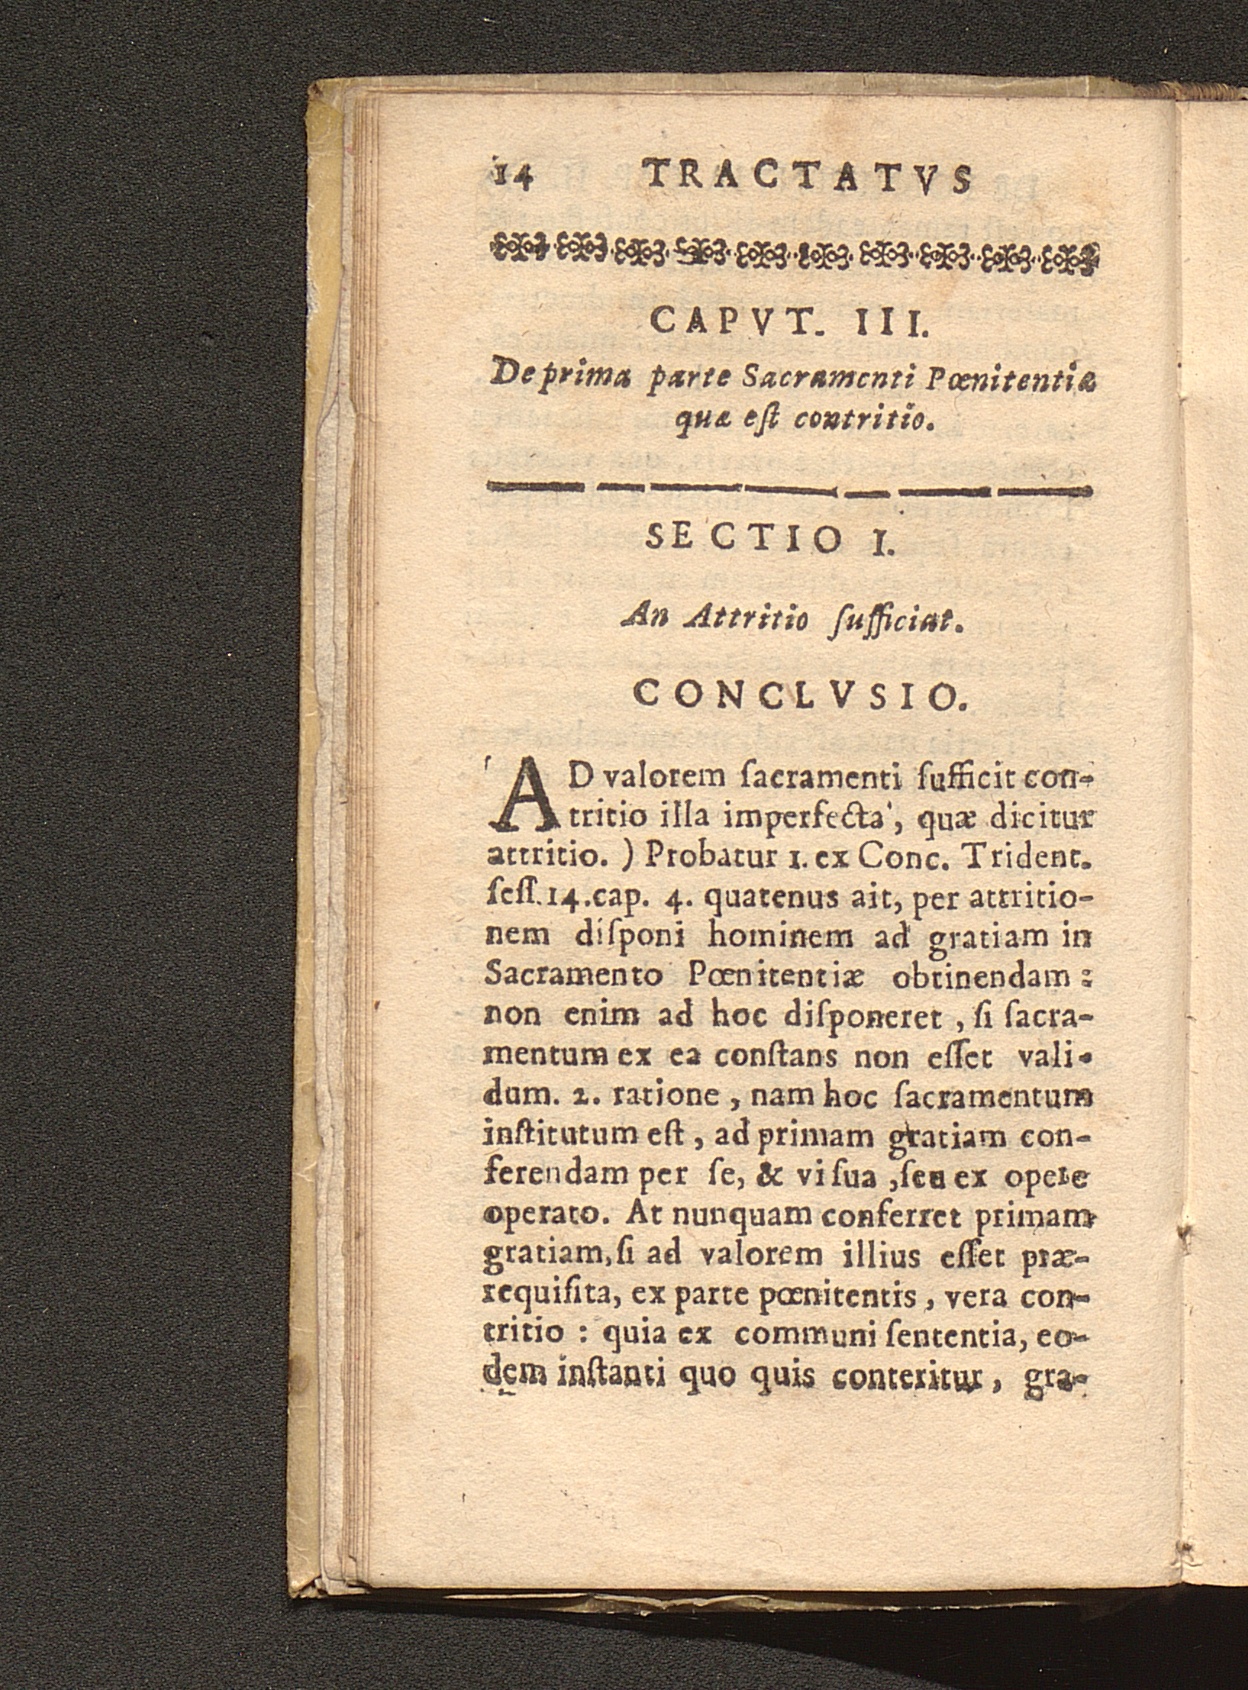 14 TRACTATVS
CAPVT. III.
De prima parte Sacramenti Pœnitentiæ
quæ eſt contritio.
SECTIO I.
An Attritio ſufficiat.
CONCLVSIO.
AD valorem ſacramenti ſufficit con-
tritio illa imperfecta, quæ dicitur
attritio. ) Probatur 1. ex Conc. Trident.
ſeſſ. 14. cap. 4. quatenus ait, per attritio-
nem diſponi hominem ad gratiam in
Sacramento Pœnitentiæ obtinendam :
non enim ad hoc diſponeret , ſi ſacra-
mentum ex ea conſtans non eſſet vali-
dum. 2. ratione , nam hoc ſacramentum
inſtitutum eſt , ad primam gratiam con-
ferendam per ſe, & vi ſua ,ſeu ex opere
operato. At nunquam conferret primam
gratiam, ſi ad valorem illius eſſet præ-
requiſita, ex parte pœnitentis , vera con-
tritio : quia ex communi ſententia, eo-
dem inſtanti quo quis conteritur , gra-